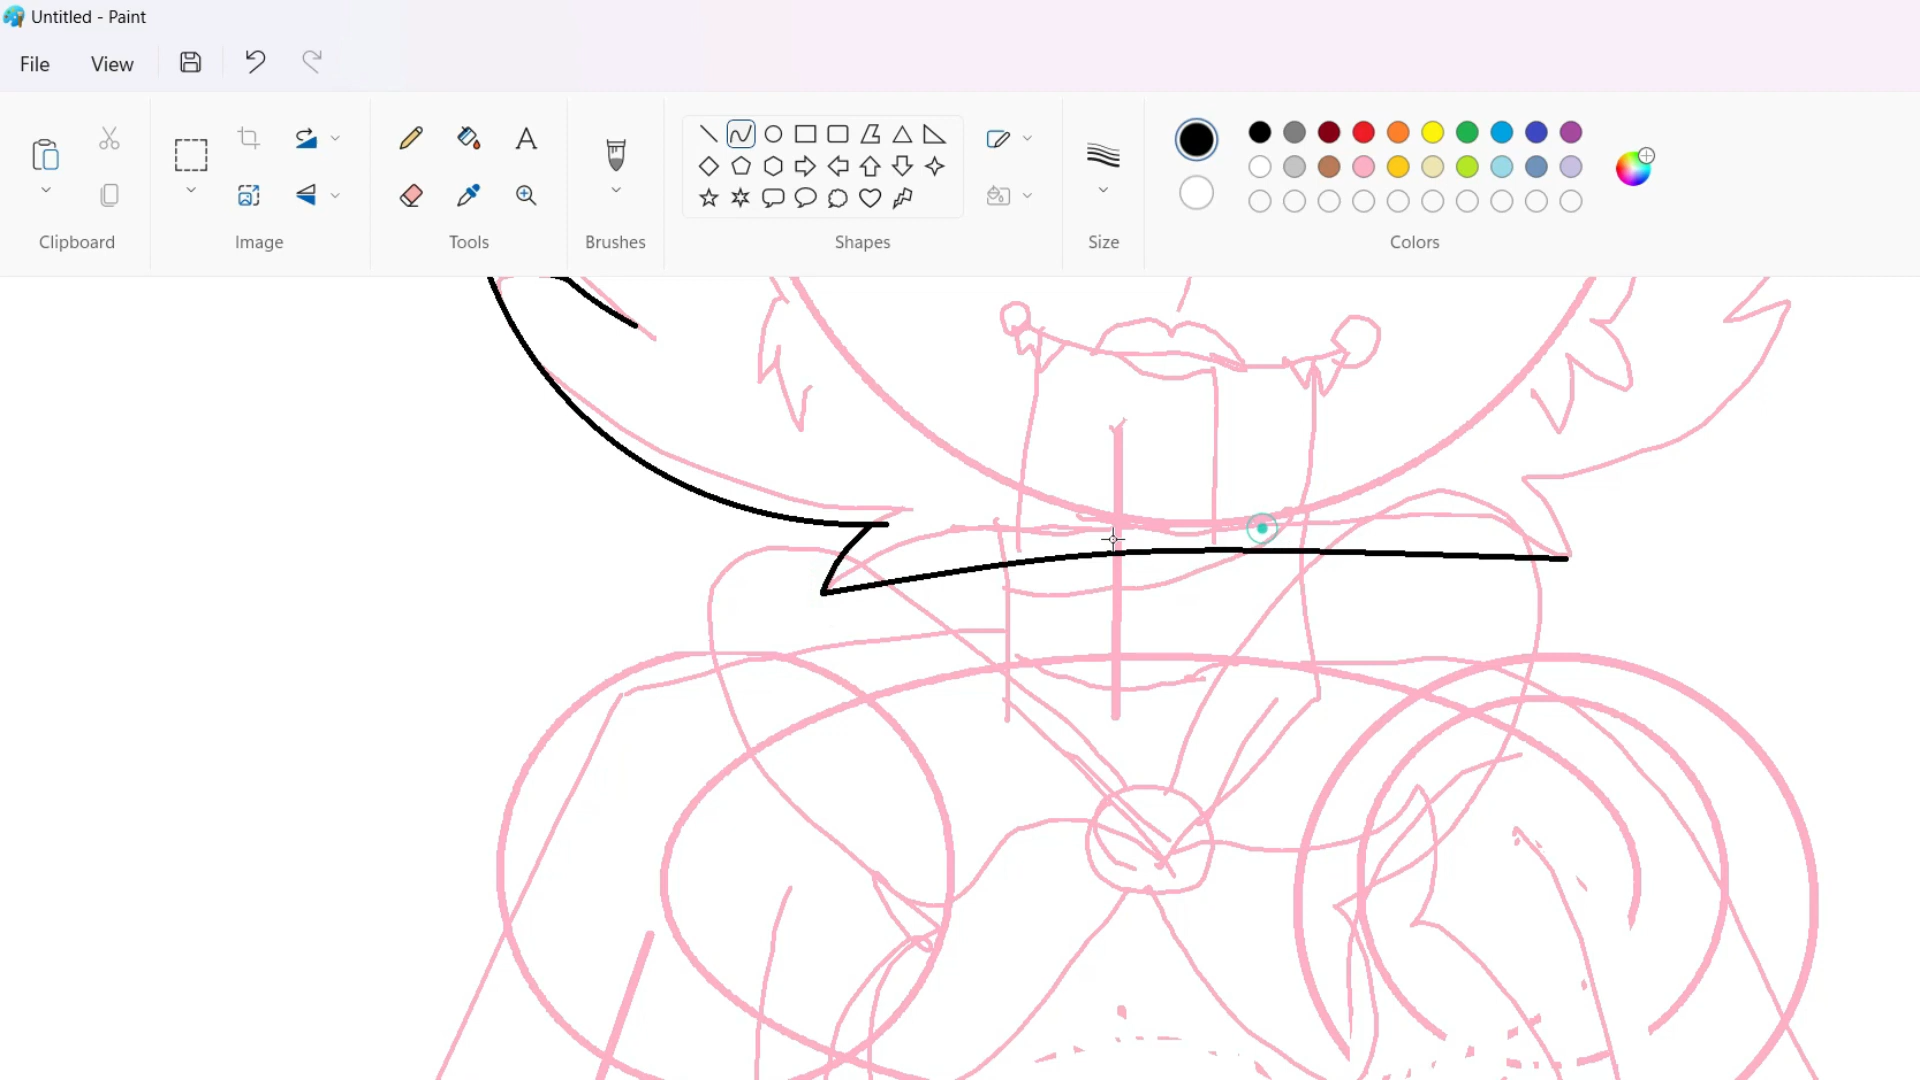 Untitled - Paint
File View
Clipboard Image Tools Brushes Shapes Size Colors